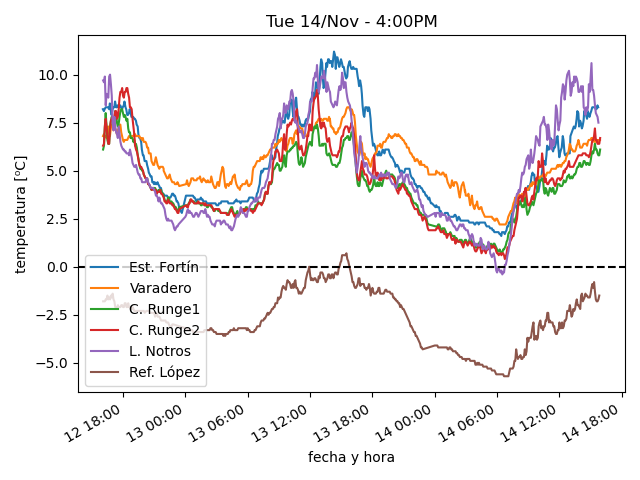 Tue 14/Nov - 4:00PM
temperatura [ºC]
10.0
7.5
5.0
2.5
0.0
−2.5
−5.0
Est. Fortín
Varadero
C. Runge1
C. Runge2
L. Notros
Ref. López
12 18:00
13 00:00
13 06:00
13 12:00
13 18:00
14 00:00
14 06:00
14 12:00
14 18:00
fecha y hora